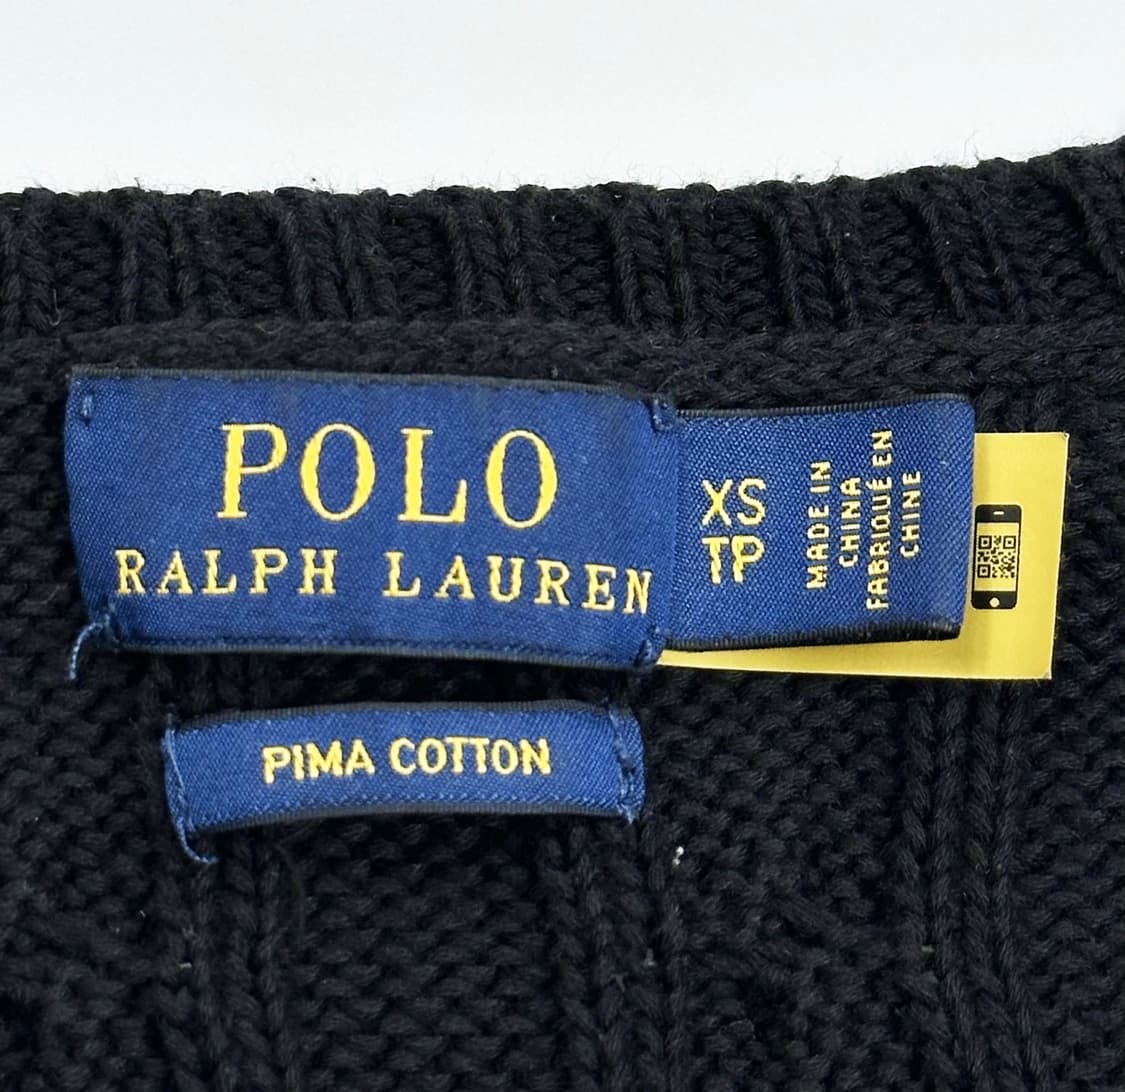 POLO
RALPH LAUREN
XS
TP
MADE IN
CHINA
FABRIQUÉ EN
CHINE
PIMA COTTON